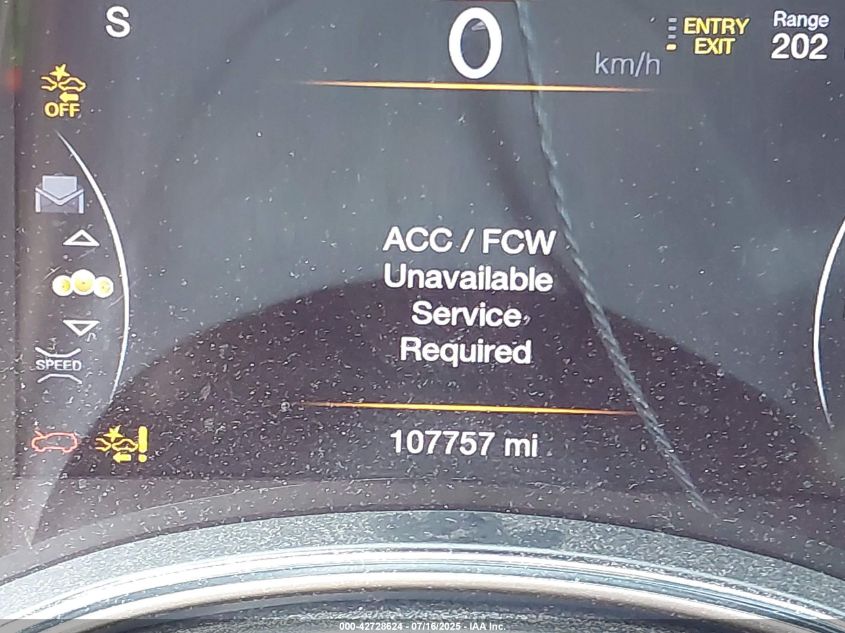 S
0
km/h
ENTRY
EXIT
Range
202
OFF
ACC / FCW
Unavailable
Service
Required
SPEED
107757 mi
000-42728624 - 07/16/2025 - IAA Inc.